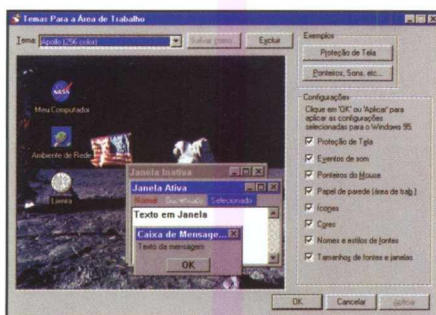 Temas Para a Área de Trabalho
Tema: Apollo (256 color)
Salvar como
Excluir
Exemplos
Proteção de Tela
Ponteiros, Sons, etc...
NASA
Meu Computador
Ambiente de Rede
Lixeira
Janela Inativa
Janela Ativa
Normal Desativado Selecionado
Texto em Janela
Caixa de Mensage...
Texto da mensagem
OK
Configurações
Clique em "OK" ou "Aplicar" para
aplicar as configurações
selecionadas para o Windows 95.
Proteção de Tela
Eventos de som
Ponteiros do Mouse
Papel de parede (área de trab.)
Ícones
Cores
Nomes e estilos de fontes
Tamanhos de fontes e janelas
OK
Cancelar
Aplicar